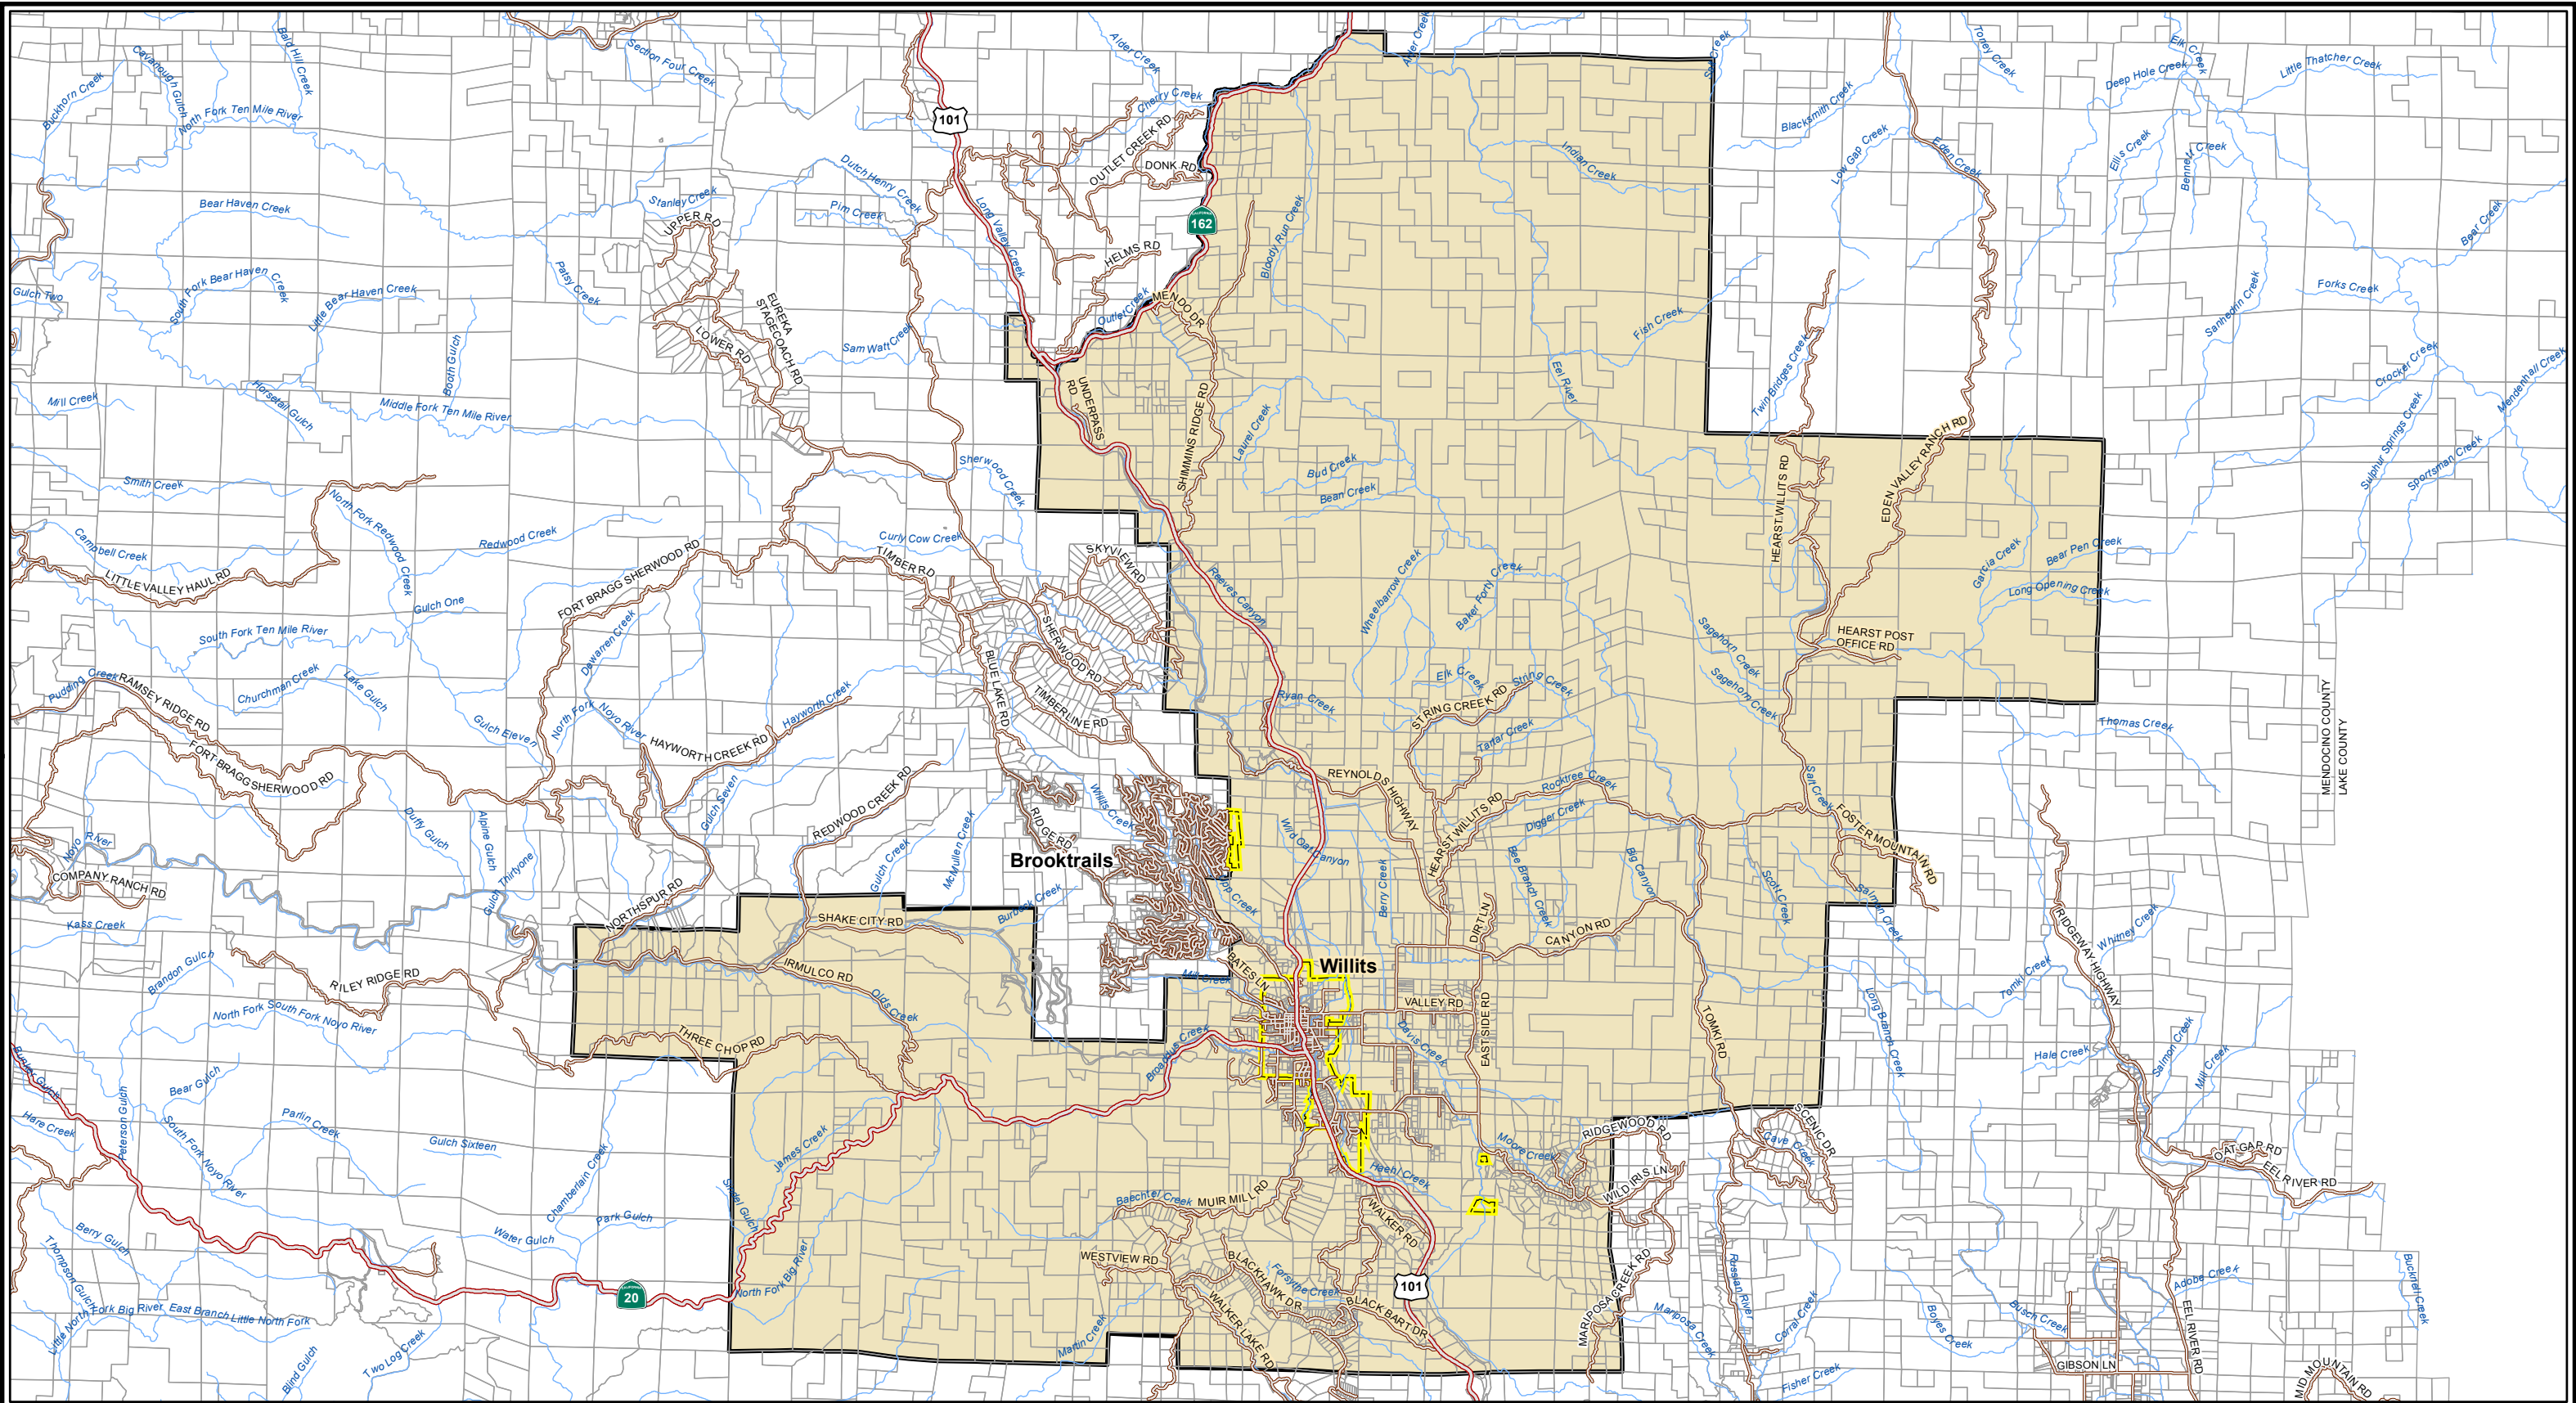 Buckhorn Creek
Cavanough Gulch
Bald Hill Creek
North Fork Ten Mile River
Section Four Creek
101
Alder Creek
Cherry Creek
OUTLET CREEK RD
DONK RD
162
Alder Creek
Indian Creek
Blacksmith Creek
Low Gap Creek
Toney Creek
Eden Creek
Deep Hole Creek
Elk Creek
Little Thatcher Creek
Ellis Creek
Bennett Creek
Bear Creek
Bear Haven Creek
Stanley Creek
UPPER RD
Dutch Henry Creek
Pim Creek
Long Valley Creek
HELMS RD
Bloody Run Creek
Gulch Two
South Fork Bear Haven Creek
Little Bear Haven Creek
Patsy Creek
EUREKA
STAGECOACH RD
LOWER RD
Booth Gulch
Sam Watt Creek
Outlet Creek
MENDO DR
Fish Creek
Eel River
Twin Bridges Creek
Sanhedrin Creek
Forks Creek
Crocker Creek
Mendenhall Creek
Sulphur Springs Creek
Sportsman Creek
Mill Creek
Horsetail Gulch
Middle Fork Ten Mile River
UNDERPASS
RD
SHIMMINS RIDGE RD
Laurel Creek
Bud Creek
Bean Creek
Sherwood Creek
HEARST WILLITS RD
EDEN VALLEY RANCH RD
Smith Creek
North Fork Redwood Creek
Redwood Creek
Campbell Creek
LITTLE VALLEY HAUL RD
FORT BRAGG SHERWOOD RD
Curly Cow Creek
TIMBER RD
SKYVIEW RD
Reeves Canyon
Wheelbarrow Creek
Baker Forty Creek
Garcia Creek
Bear Pen Creek
Long Opening Creek
Gulch One
South Fork Ten Mile River
Dewarren Creek
SHERWOOD RD
BLUE LAKE RD
TIMBERLINE RD
Sagehorn Creek
Sagehorn Creek
HEARST POST
OFFICE RD
Pudding Creek
RAMSEY RIDGE RD
Churchman Creek
Lake Gulch
Gulch Eleven
North Fork Noyo River
HAYWORTH CREEK RD
Hayworth Creek
Ryan Creek
Elk Creek
String Creek
STRING CREEK RD
Tartar Creek
Thomas Creek
MENDOCINO COUNTY
LAKE COUNTY
FORT BRAGG SHERWOOD RD
Gulch Seven
REDWOOD CREEK RD
Willits Creek
REYNOLDS HIGHWAY
HEARST WILLITS RD
Rocktree Creek
Digger Creek
Salt Creek
FOSTER MOUNTAIN RD
Noyo River
COMPANY RANCH RD
Duffy Gulch
Alpine Gulch
Gulch Thirtyone
Gulch Creek
McMullen Creek
RIDGE RD
Brooktrails
Wild Oat Canyon
Berry Creek
Bee Branch Creek
Big Canyon
Scott Creek
Salmon Creek
Kass Creek
NORTHSPUR RD
SHAKE CITY RD
Burbeck Creek
DIRT LN
CANYON RD
RIDGEWAY HIGHWAY
Whitney Creek
Tomki Creek
Brandon Gulch
RILEY RIDGE RD
IRMULCO RD
Olds Creek
Mill Creek
BATES LN
Willits
VALLEY RD
EAST SIDE RD
Davis Creek
TOMKI RD
Long Branch Creek
North Fork South Fork Noyo River
THREE CHOP RD
Broaddus Creek
Hale Creek
Salmon Creek
Mill Creek
Bunker Gulch
Hare Creek
Peterson Gulch
Bear Gulch
South Fork Noyo River
Parlin Creek
Gulch Sixteen
Chamberlain Creek
James Creek
Moore Creek
RIDGEWOOD RD
SCENIC DR
Cave Creek
OAT GAP RD
EEL RIVER RD
Berry Gulch
Thompson Gulch
Water Gulch
Park Gulch
Baechtel Creek
MUIR MILL RD
Haehl Creek
WALKER RD
WILD IRIS LN
20
North Fork Big River
WESTVIEW RD
BLACKHAWK DR
Forsythe Creek
101
BLACK BART DR
WALKER LAKE RD
MARIPOSA CREEK RD
Mariposa Creek
Russian River
Corral Creek
Boyes Creek
Busch Creek
Adobe Creek
Bucknell Creek
EEL RIVER RD
Little North Fork Big River
East Branch Little North Fork
Blind Gulch
Two Log Creek
Martin Creek
Fisher Creek
GIBSON LN
MID MOUNTAIN RD